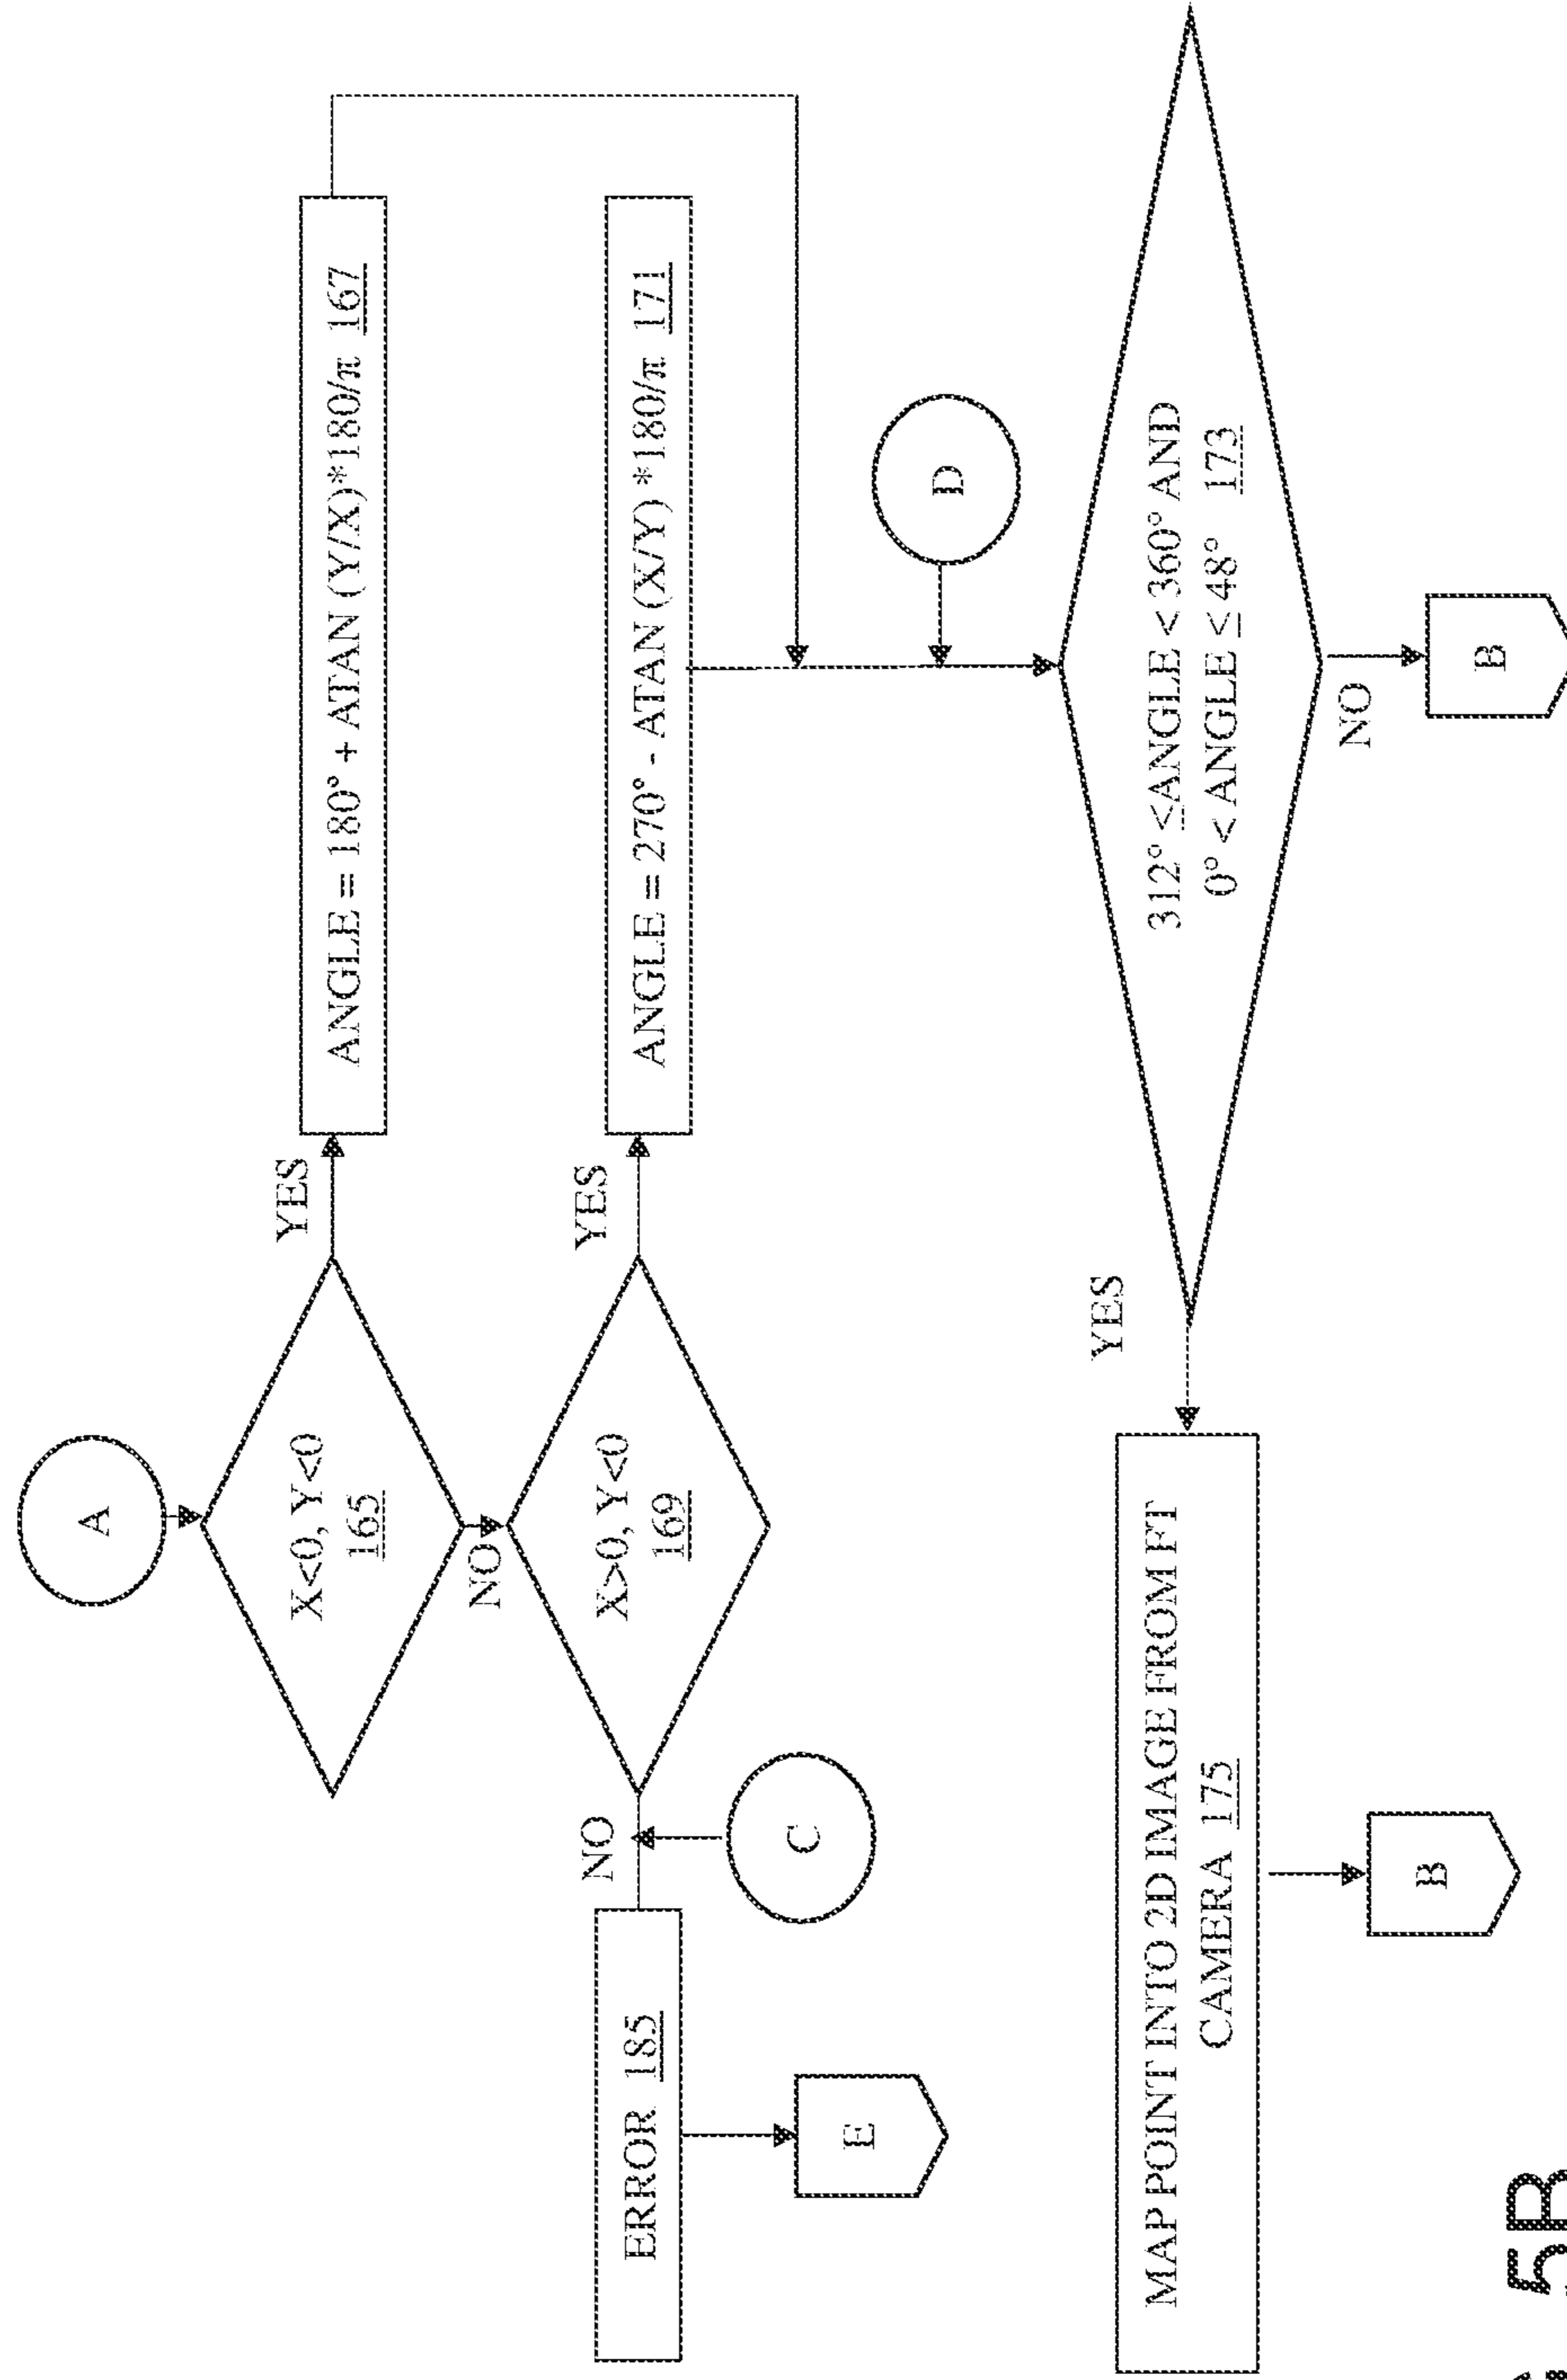 A
X<0, Y<0
165
YES
ANGLE = 180° + ATAN (Y/X)*180/π 167
NO
X>0, Y<0
169
YES
ANGLE = 270° - ATAN (X/Y) *180/π 171
NO
C
ERROR 185
E
D
312° ≤ANGLE < 360° AND
0° < ANGLE ≤ 48° 173
YES
MAP POINT INTO 2D IMAGE FROM FT
CAMERA 175
B
NO
B
5B